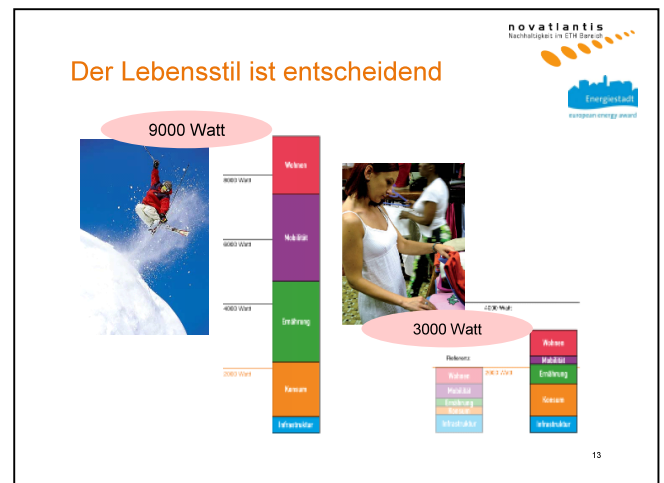 novatlantis
Nachhaltigkeit im ETH Bereich
Der Lebensstil ist entscheidend
Energiestadt
european energy award
9000 Watt
Wohnen
8000 Watt
Mobilität
6000 Watt
Ernährung
4000 Watt
Konsum
2000 Watt
Infrastruktur
4000 Watt
3000 Watt
Referenz
Wohnen
Mobilität
Ernährung
Konsum
Infrastruktur
2000 Watt
Wohnen
Mobilität
Ernährung
Konsum
Infrastruktur
13